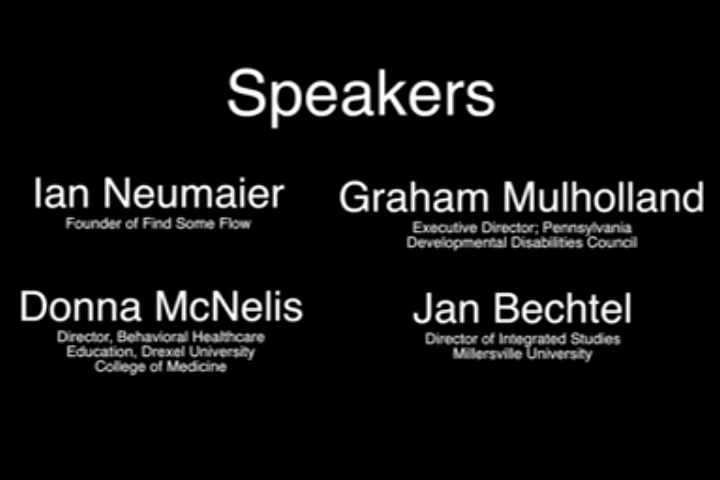 Speakers
Ian Neumaier
Founder of Find Some Flow
Graham Mulholland
Executive Director; Pennsylvania
Developmental Disabilities Council
Donna McNelis
Director, Behavioral Healthcare
Education, Drexel University
College of Medicine
Jan Bechtel
Director of Integrated Studies
Millersville University